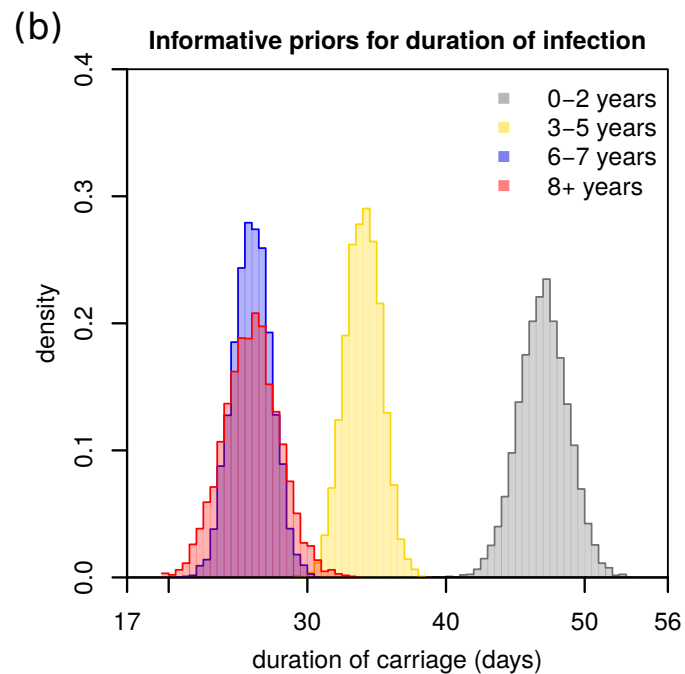 (b)
Informative priors for duration of infection
0.4
0.3
0.2
0.1
0.0
density
0−2 years
3−5 years
6−7 years
8+ years
17 30 40 50 56
duration of carriage (days)